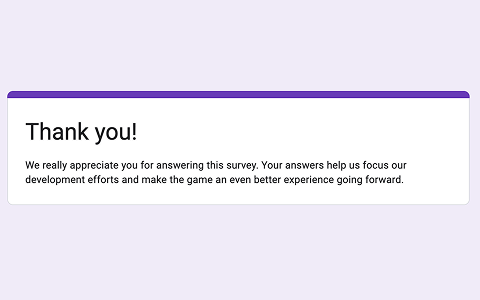 Thank you!
We really appreciate you for answering this survey. Your answers help us focus our
development efforts and make the game an even better experience going forward.